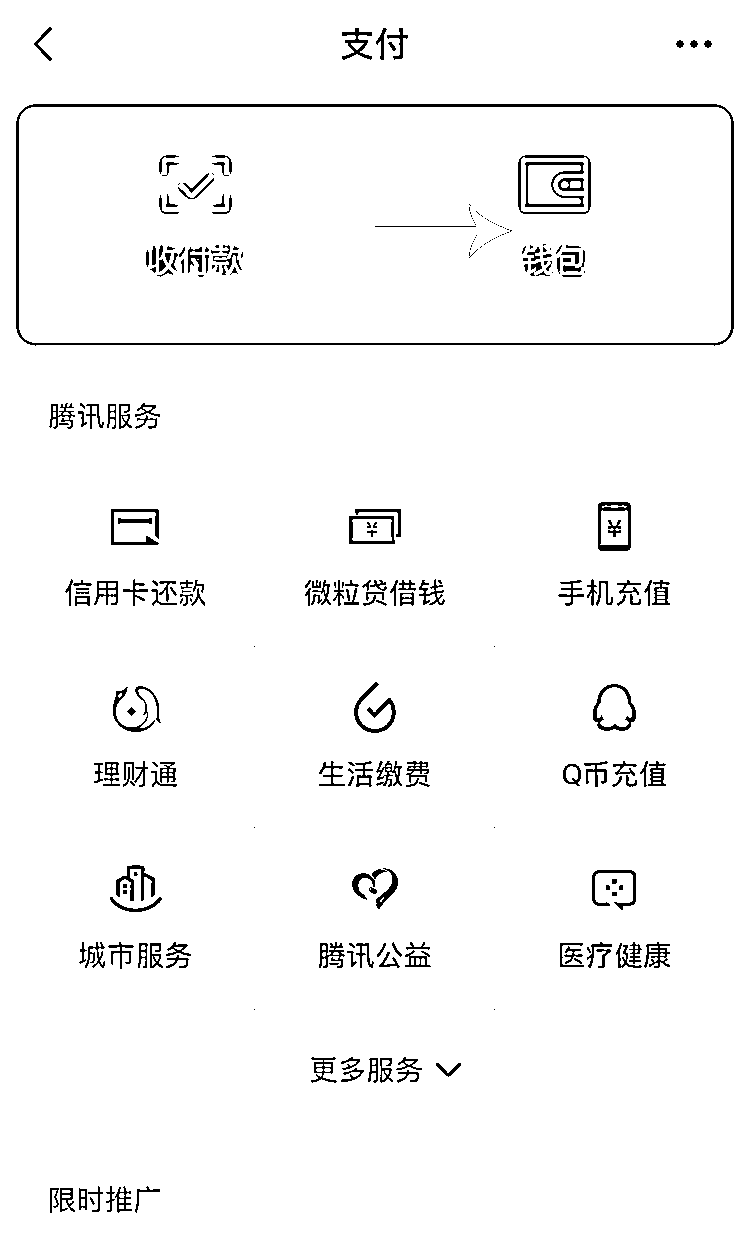 支付
收付款 钱包
腾讯服务
信用卡还款 微粒贷借钱 手机充值
理财通 生活缴费 Q币充值
城市服务 腾讯公益 医疗健康
更多服务
限时推广